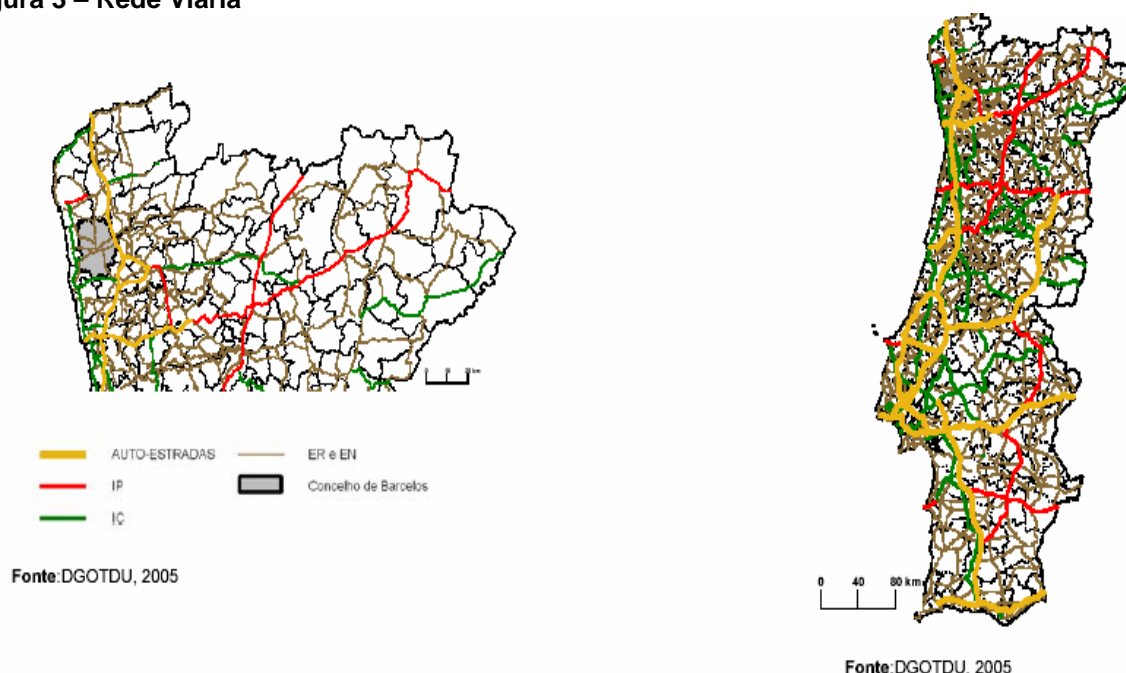 gura 3 – Rede Viária
AUTO-ESTRADAS
ER e EN
IP
Concelho de Barcelos
IC
Fonte:DGOTDU, 2005
0 40 80 km
Fonte:DGOTDU, 2005